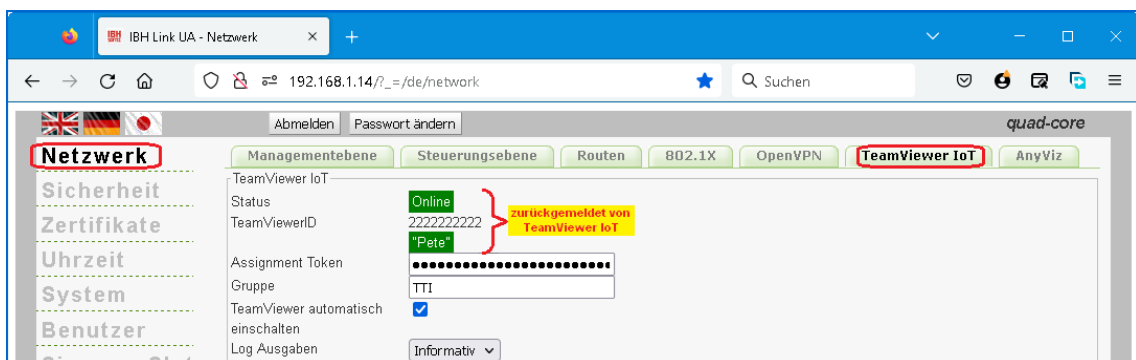 IBH Link UA - Netzwerk
192.168.1.14/?_=/de/network
Suchen
Abmelden Passwort ändern
quad-core
Netzwerk
Managementebene Steuerungsebene Routen 802.1X OpenVPN TeamViewer IoT AnyViz
Sicherheit
Zertifikate
Uhrzeit
System
Benutzer
TeamViewer IoT
Status Online
TeamViewerID 2222222222
"Pete"
zurückgemeldet von
TeamViewer IoT
Assignment Token
Gruppe TTI
TeamViewer automatisch
einschalten
Log Ausgaben Informativ